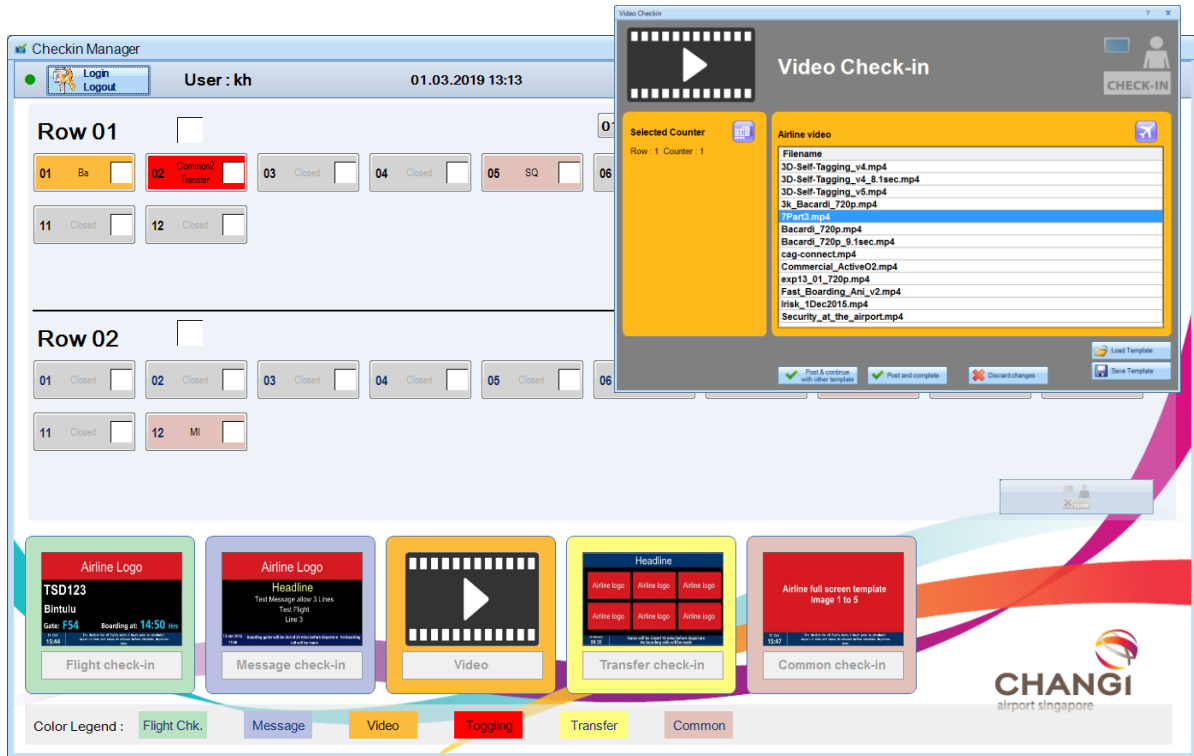 Video Checkin
Checkin Manager
Login
Logout
User : kh
01.03.2019 13:13
Video Check-in
CHECK-IN
Selected Counter
Row : 1 Counter : 1
Airline video
Filename
3D-Self-Tagging_v4.mp4
3D-Self-Tagging_v4_8.1sec.mp4
3D-Self-Tagging_v5.mp4
3k_Bacardi_720p.mp4
7Part3.mp4
Bacardi_720p.mp4
Bacardi_720p_9.1sec.mp4
cag-connect.mp4
Commercial_ActiveO2.mp4
exp13_01_720p.mp4
Fast_Boarding_Ani_v2.mp4
Irisk_1Dec2015.mp4
Security_at_the_airport.mp4
Load Template
Save Template
Post & continue
with other template
Post and complete
Discard changes
Row 01
01 Ba
02 Common2
Transfer
03 Closed
04 Closed
05 SQ
06
11 Closed
12 Closed
Row 02
01 Closed
02 Closed
03 Closed
04 Closed
05 Closed
06
11 Closed
12 MI
Airline Logo
TSD123
Bintulu
Gate: F54 Boarding at: 14:50 Hrs
15:44
Flight check-in
Airline Logo
Headline
Text Message allow 3 Lines
Test Flight
Line 3
Message check-in
Video
Headline
Airline logo Airline logo Airline logo
Airline logo Airline logo Airline logo
Transfer check-in
Airline full screen template
Image 1 to 5
15:47
Common check-in
CHANGI
airport singapore
Color Legend : Flight Chk. Message Video Toggling Transfer Common